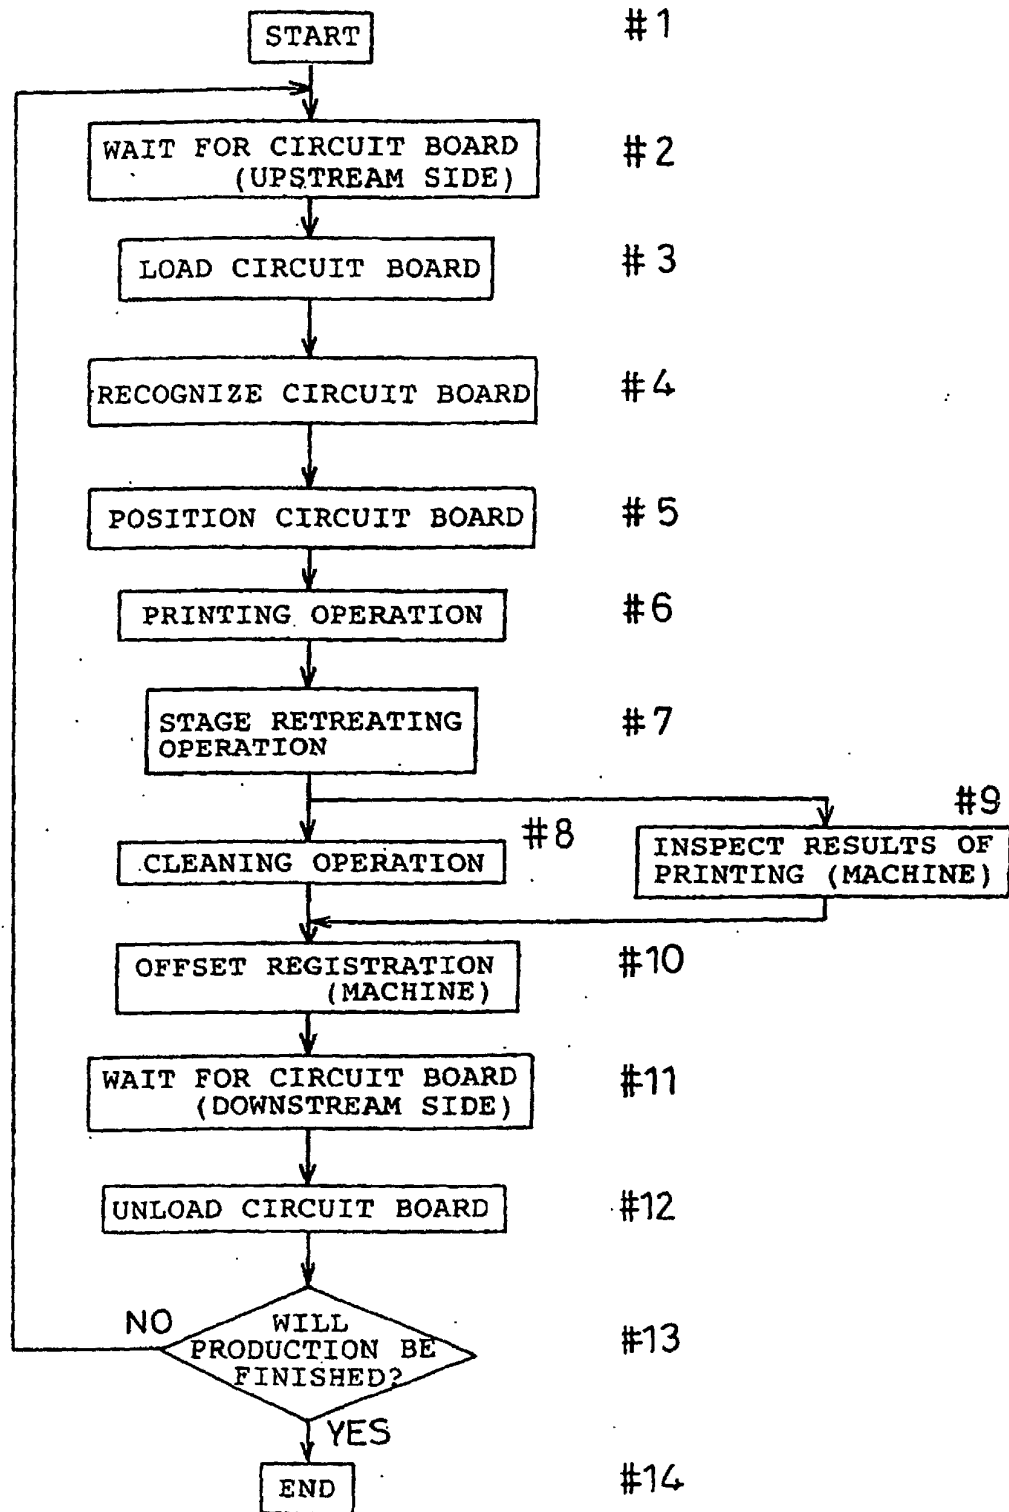 START
#1
WAIT FOR CIRCUIT BOARD
(UPSTREAM SIDE)
#2
LOAD CIRCUIT BOARD
#3
RECOGNIZE CIRCUIT BOARD
#4
POSITION CIRCUIT BOARD
#5
PRINTING OPERATION
#6
STAGE RETREATING
OPERATION
#7
CLEANING OPERATION
#8
#9
INSPECT RESULTS OF
PRINTING (MACHINE)
OFFSET REGISTRATION
(MACHINE)
#10
WAIT FOR CIRCUIT BOARD
(DOWNSTREAM SIDE)
#11
UNLOAD CIRCUIT BOARD
#12
NO
WILL
PRODUCTION BE
FINISHED?
#13
YES
END
#14